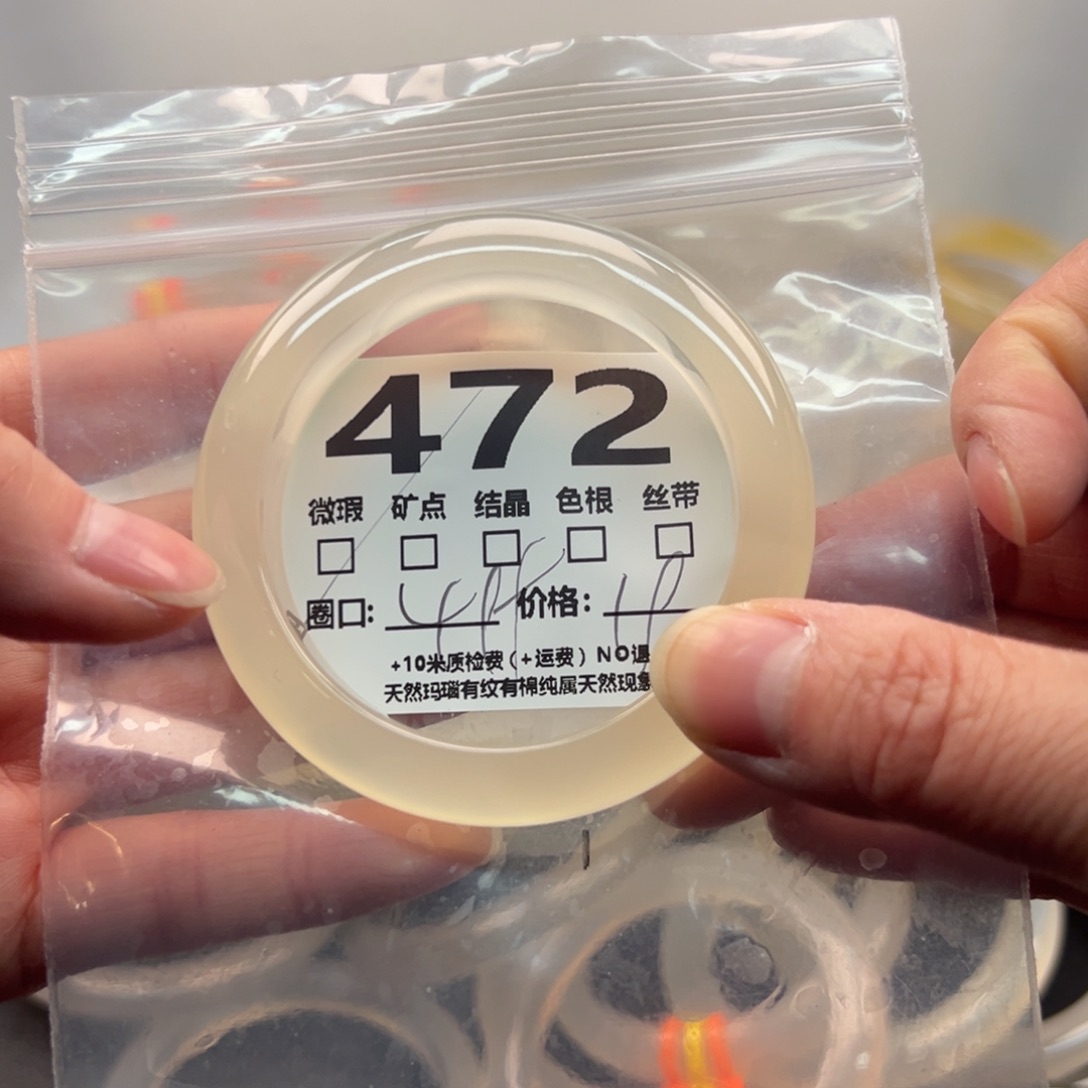 472
微瑕 矿点 结晶 色根 丝带
圈口: 价格:
+10米质检费(+运费) NO退
天然玛瑙有纹有棉纯属天然现象